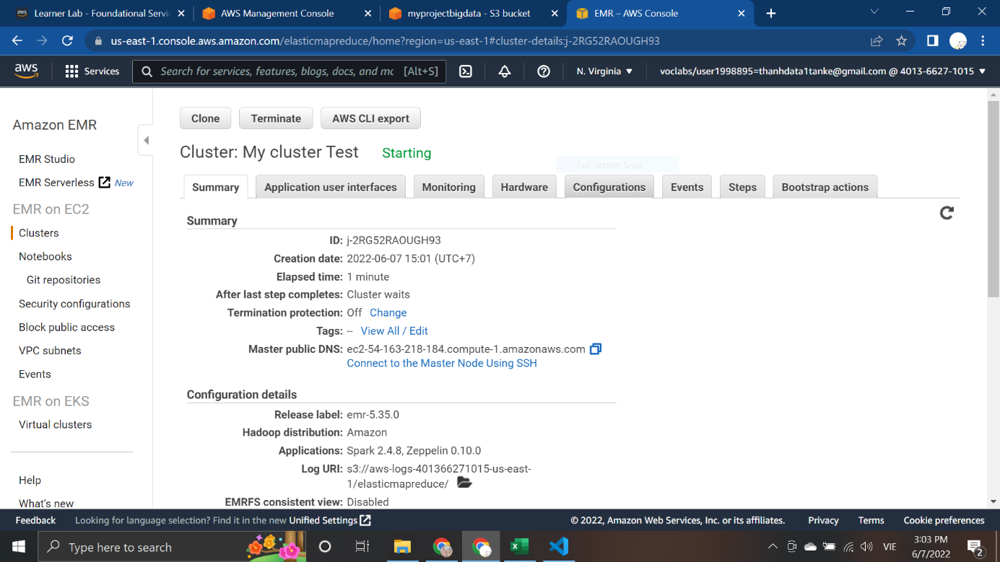 Learner Lab - Foundational Servic
AWS Management Console
myprojectbigdata - S3 bucket
EMR – AWS Console
us-east-1.console.aws.amazon.com/elasticmapreduce/home?region=us-east-1#cluster-details:j-2RG52RAOUGH93
aws
Services
Search for services, features, blogs, docs, and mo [Alt+S]
N. Virginia
voclabs/user1998895=thanhdata1tanke@gmail.com @ 4013-6627-1015
Amazon EMR
EMR Studio
EMR Serverless New
EMR on EC2
Clusters
Notebooks
Git repositories
Security configurations
Block public access
VPC subnets
Events
EMR on EKS
Virtual clusters
Help
What's new
Clone Terminate AWS CLI export
Cluster: My cluster Test Starting
Full-screen Snip
Summary Application user interfaces Monitoring Hardware Configurations Events Steps Bootstrap actions
Summary
ID: j-2RG52RAOUGH93
Creation date: 2022-06-07 15:01 (UTC+7)
Elapsed time: 1 minute
After last step completes: Cluster waits
Termination protection: Off Change
Tags: -- View All / Edit
Master public DNS: ec2-54-163-218-184.compute-1.amazonaws.com
Connect to the Master Node Using SSH
Configuration details
Release label: emr-5.35.0
Hadoop distribution: Amazon
Applications: Spark 2.4.8, Zeppelin 0.10.0
Log URI: s3://aws-logs-401366271015-us-east-
1/elasticmapreduce/
EMRFS consistent view: Disabled
Feedback Looking for language selection? Find it in the new Unified Settings © 2022, Amazon Web Services, Inc. or its affiliates. Privacy Terms Cookie preferences
Type here to search
VIE
3:03 PM
6/7/2022
2